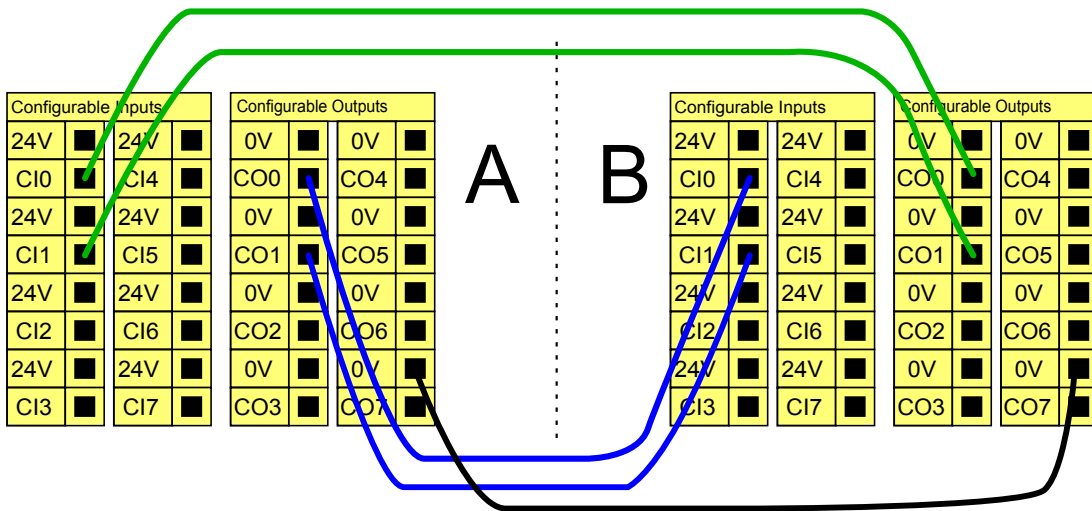 Configurable Inputs
24V 24V
CI0 CI4
24V 24V
CI1 CI5
24V 24V
CI2 CI6
24V 24V
CI3 CI7
Configurable Outputs
0V 0V
CO0 CO4
0V 0V
CO1 CO5
0V 0V
CO2 CO6
0V 0V
CO3 CO7
A
B
Configurable Inputs
24V 24V
CI0 CI4
24V 24V
CI1 CI5
24V 24V
CI2 CI6
24V 24V
CI3 CI7
Configurable Outputs
0V 0V
CO0 CO4
0V 0V
CO1 CO5
0V 0V
CO2 CO6
0V 0V
CO3 CO7